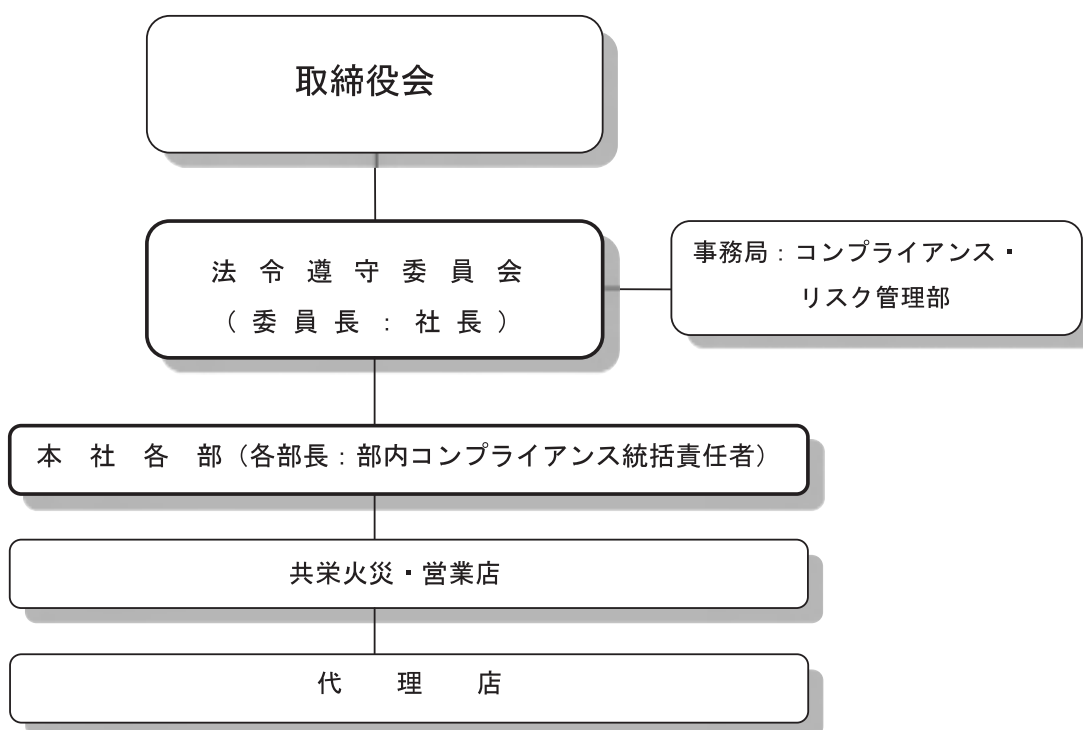 取締役会
法令遵守委員会
（委員長：社長）
事務局：コンプライアンス・
リスク管理部
本社各部（各部長：部内コンプライアンス統括責任者）
共栄火災・営業店
代理店